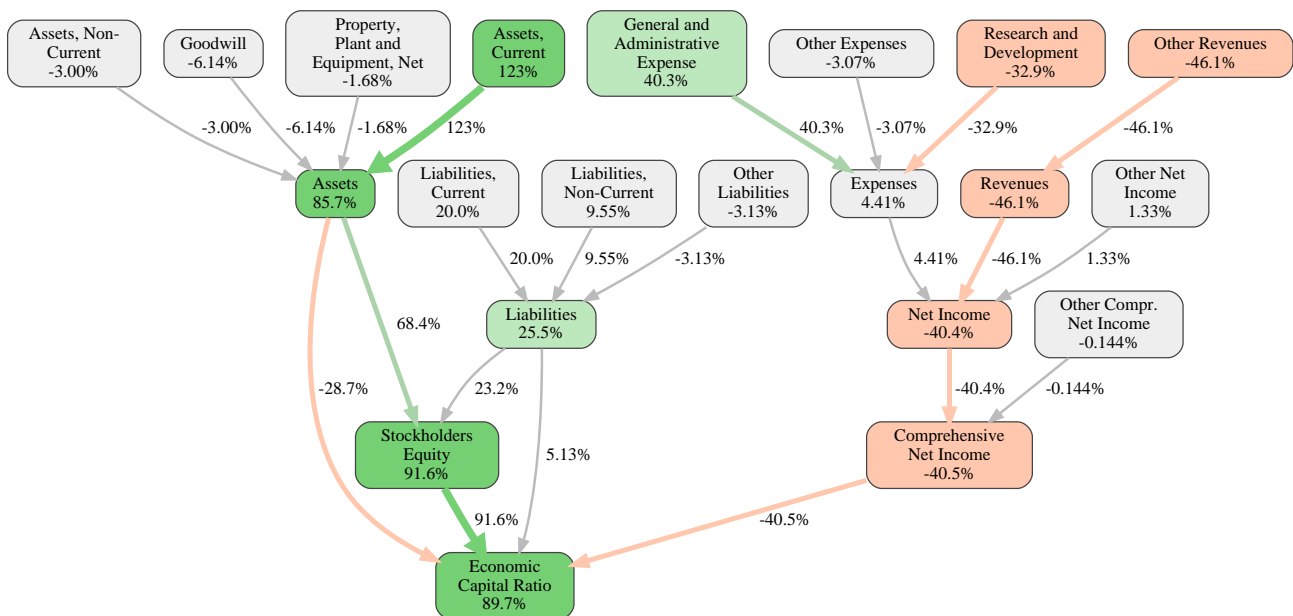 Assets, Non-
Current
-3.00%
Goodwill
-6.14%
Property,
Plant and
Equipment, Net
-1.68%
Assets,
Current
123%
General and
Administrative
Expense
40.3%
Other Expenses
-3.07%
Research and
Development
-32.9%
Other Revenues
-46.1%
-3.00%
-6.14%
-1.68%
123%
40.3%
-3.07%
-32.9%
-46.1%
Assets
85.7%
Liabilities,
Current
20.0%
Liabilities,
Non-Current
9.55%
Other
Liabilities
-3.13%
Expenses
4.41%
Revenues
-46.1%
Other Net
Income
1.33%
20.0%
9.55%
-3.13%
4.41%
-46.1%
1.33%
68.4%
Liabilities
25.5%
Net Income
-40.4%
Other Compr.
Net Income
-0.144%
-28.7%
23.2%
-40.4%
-0.144%
Stockholders
Equity
91.6%
5.13%
Comprehensive
Net Income
-40.5%
91.6%
-40.5%
Economic
Capital Ratio
89.7%